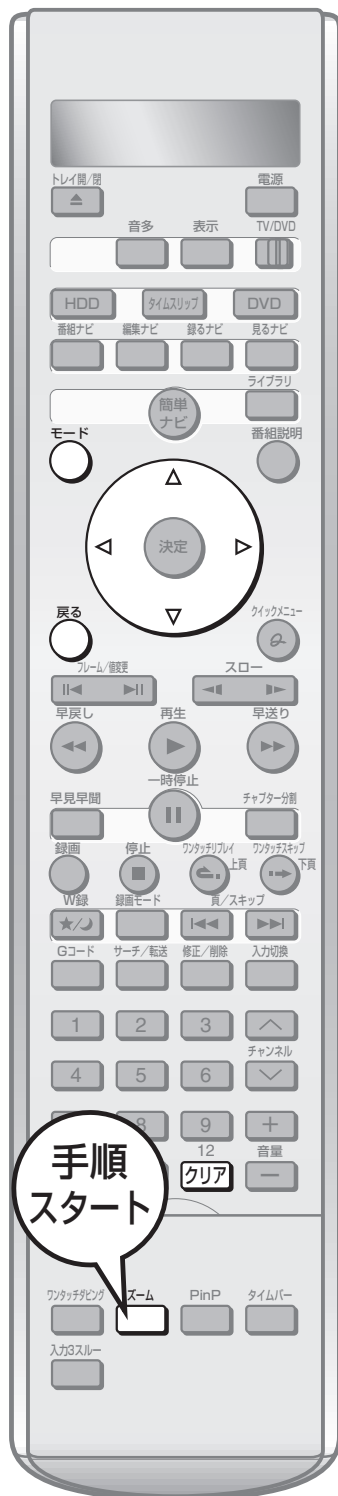 トレイ開/閉 電源
音多 表示 TV/DVD
HDD タイムスリップ DVD
番組ナビ 編集ナビ 録るナビ 見るナビ
ライブラリ
簡単
ナビ
モード 番組説明
決定
戻る クイックメニュー
フレーム/値変更 スロー
早戻し 再生 早送り
一時停止
早見早聞 チャプター分割
録画 停止 ワンタッチリプレイ ワンタッチスキップ
上頁 下頁
W録 録画モード 頁/スキップ
Gコード サーチ/転送 修正/削除 入力切換
1 2 3
チャンネル
4 5 6
8 9
12 音量
クリア
手順
スタート
ワンタッチダビング ズーム PinP タイムバー
入力3スルー